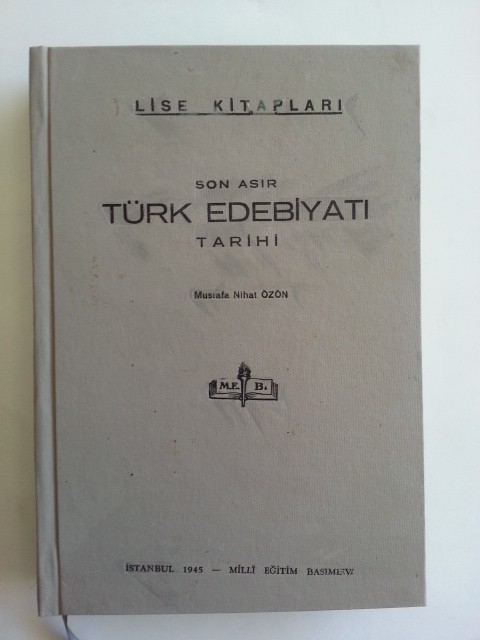 LİSE KİTAPLARI
SON ASIR
TÜRK EDEBİYATI
TARİHİ
Mustafa Nihat ÖZÖN
M.E. B.
İSTANBUL 1945 — MİLLÎ EĞİTİM BASIMEVİ